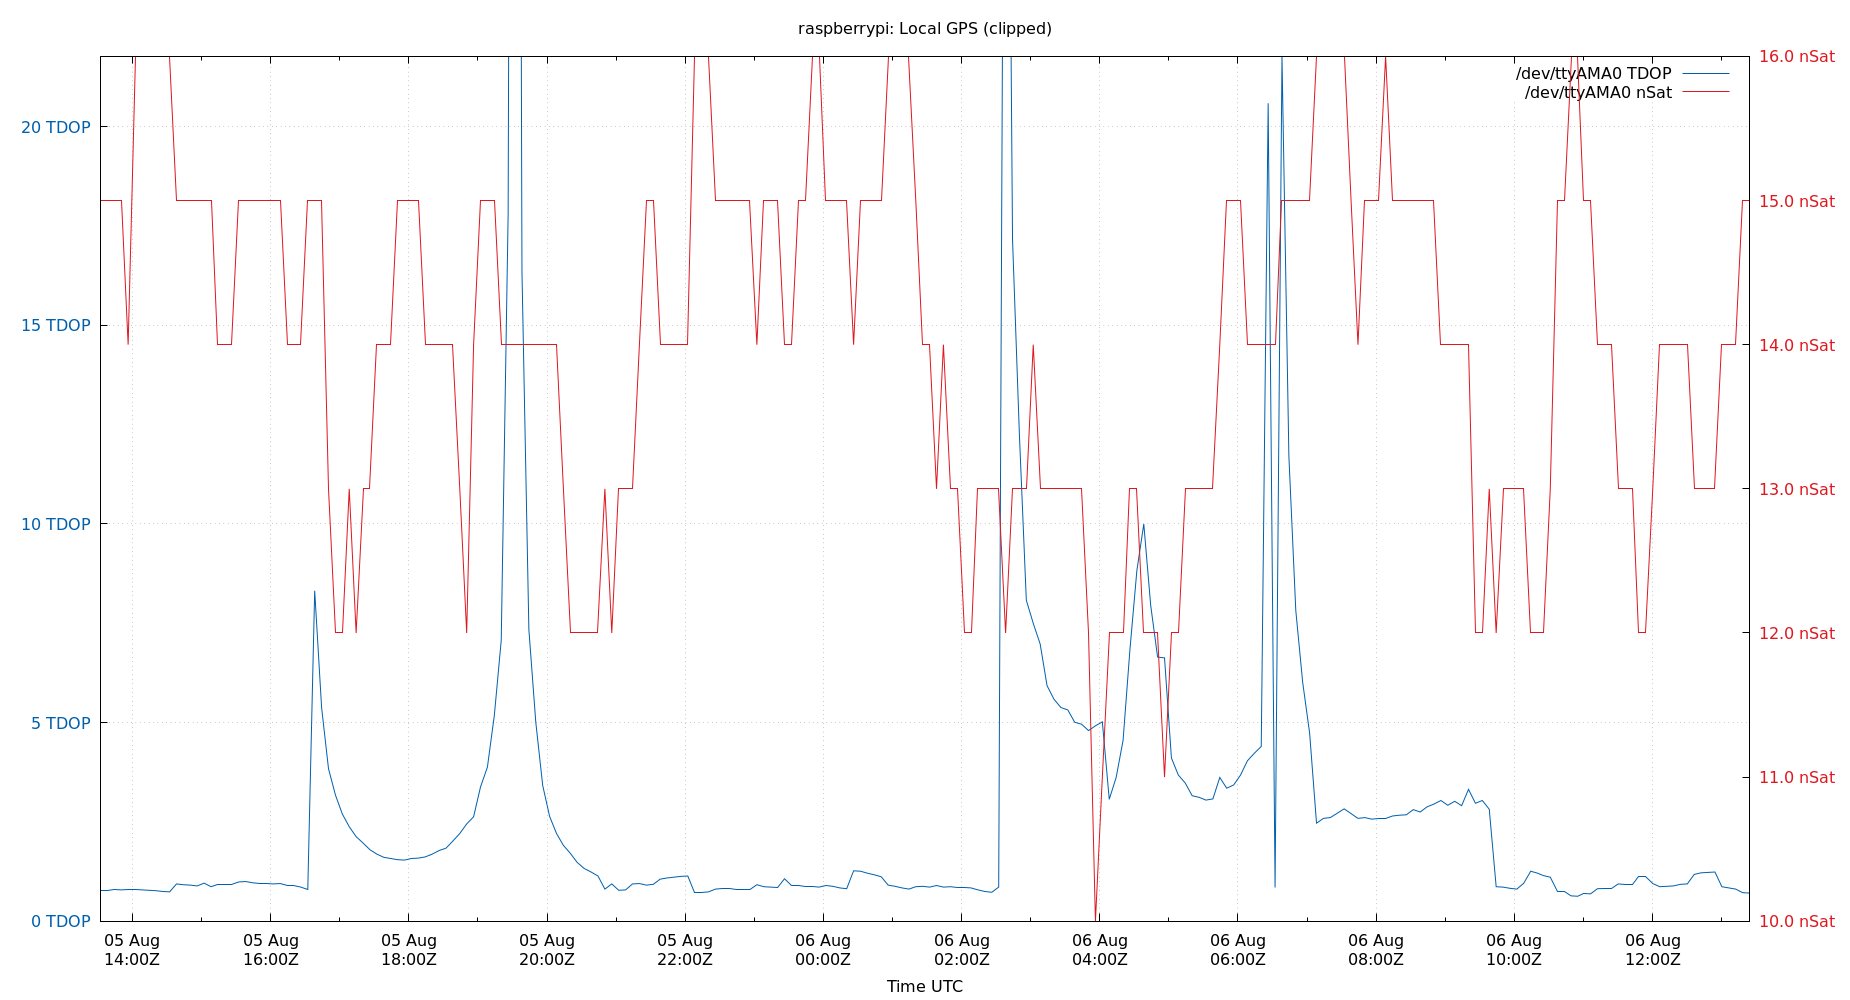 raspberrypi: Local GPS (clipped)
16.0 nSat
/dev/ttyAMA0 TDOP
/dev/ttyAMA0 nSat
20 TDOP
15.0 nSat
15 TDOP
14.0 nSat
13.0 nSat
10 TDOP
12.0 nSat
5 TDOP
11.0 nSat
0 TDOP
10.0 nSat
05 Aug
14:00Z
05 Aug
16:00Z
05 Aug
18:00Z
05 Aug
20:00Z
05 Aug
22:00Z
06 Aug
00:00Z
06 Aug
02:00Z
06 Aug
04:00Z
06 Aug
06:00Z
06 Aug
08:00Z
06 Aug
10:00Z
06 Aug
12:00Z
Time UTC